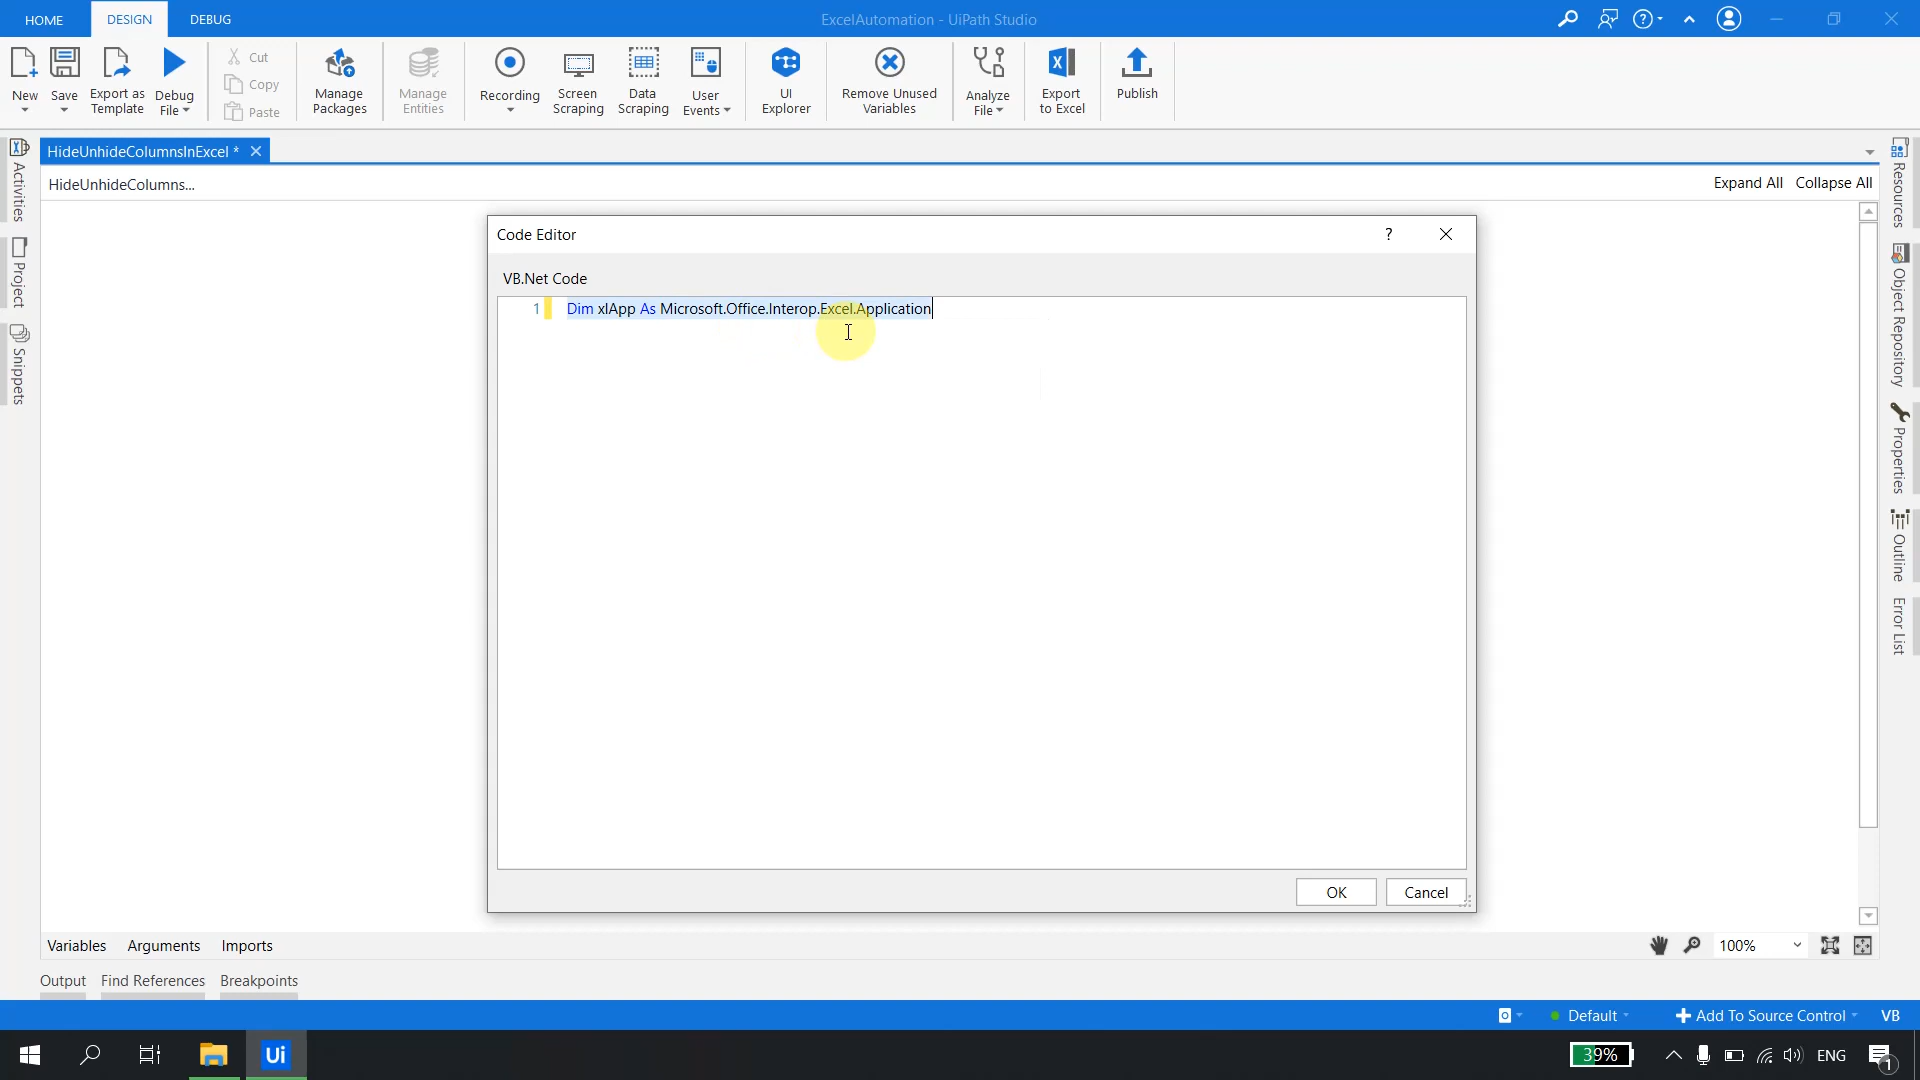 HOME
DESIGN
DEBUG
ExcelAutomation - UiPath Studio
New
Save
Export as
Template
Debug
File
Cut
Copy
Paste
Manage
Packages
Manage
Entities
Recording
Screen
Scraping
Data
Scraping
User
Events
UI
Explorer
Remove Unused
Variables
Analyze
File
Export
to Excel
Publish
HideUnhideColumnsInExcel *
HideUnhideColumns...
Expand All
Collapse All
Activities
Project
Snippets
Resources
Object Repository
Properties
Outline
Error List
Code Editor
?
VB.Net Code
1
Dim xlApp As Microsoft.Office.Interop.Excel.Application
OK
Cancel
Variables
Arguments
Imports
100%
Output
Find References
Breakpoints
Default
Add To Source Control
VB
Ui
39%
ENG
1